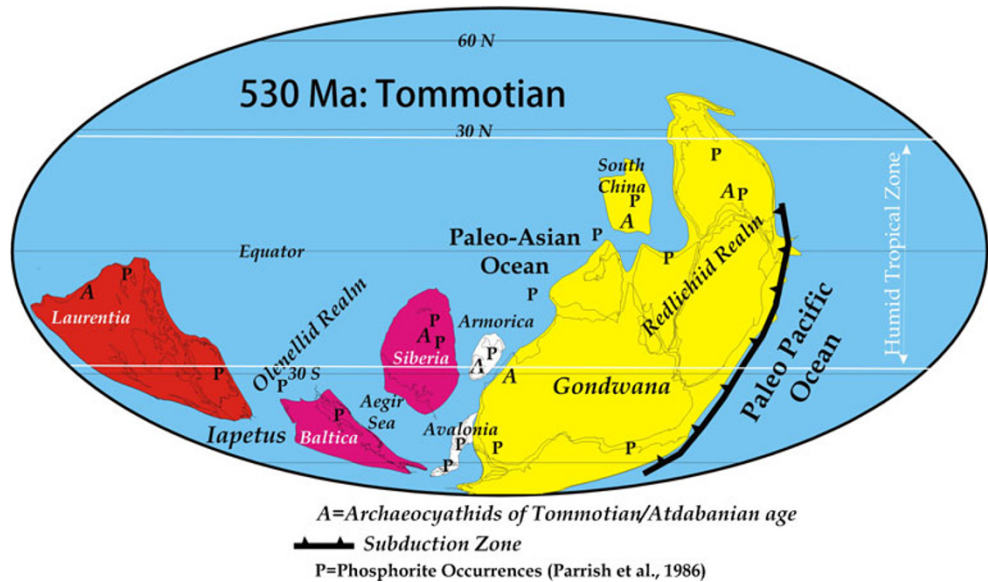 60 N
530 Ma: Tommotian
30 N
P
South
China
P
A
A P
Humid Tropical Zone
Paleo-Asian
Ocean
P
P
Equator
Redlichiid Realm
P
A
Laurentia
P
Olenellid Realm
P
A P
Siberia
Armorica
P
A
A
Paleo Pacific
Ocean
Gondwana
P
30 S
P
Iapetus
P
Baltica
Aegir
Sea
Avalonia
P
P
P
P
A=Archaeocyathids of Tommotian/Atdabanian age
Subduction Zone
P=Phosphorite Occurrences (Parrish et al., 1986)